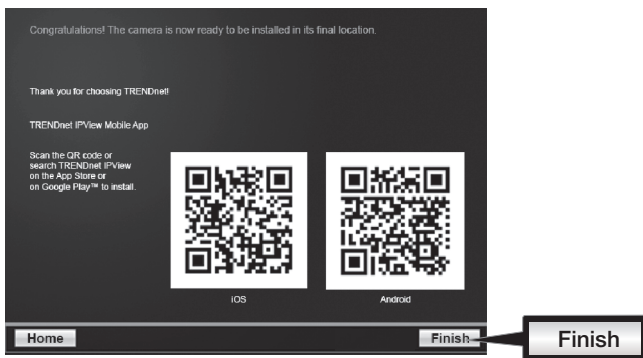 Congratulations! The camera is now ready to be installed in its final location.
Thank you for choosing TRENDnet!
TRENDnet IPView Mobile App
Scan the QR code or
search TRENDnet IPView
on the App Store or
on Google Play™ to install.
iOS
Android
Home
Finish
Finish